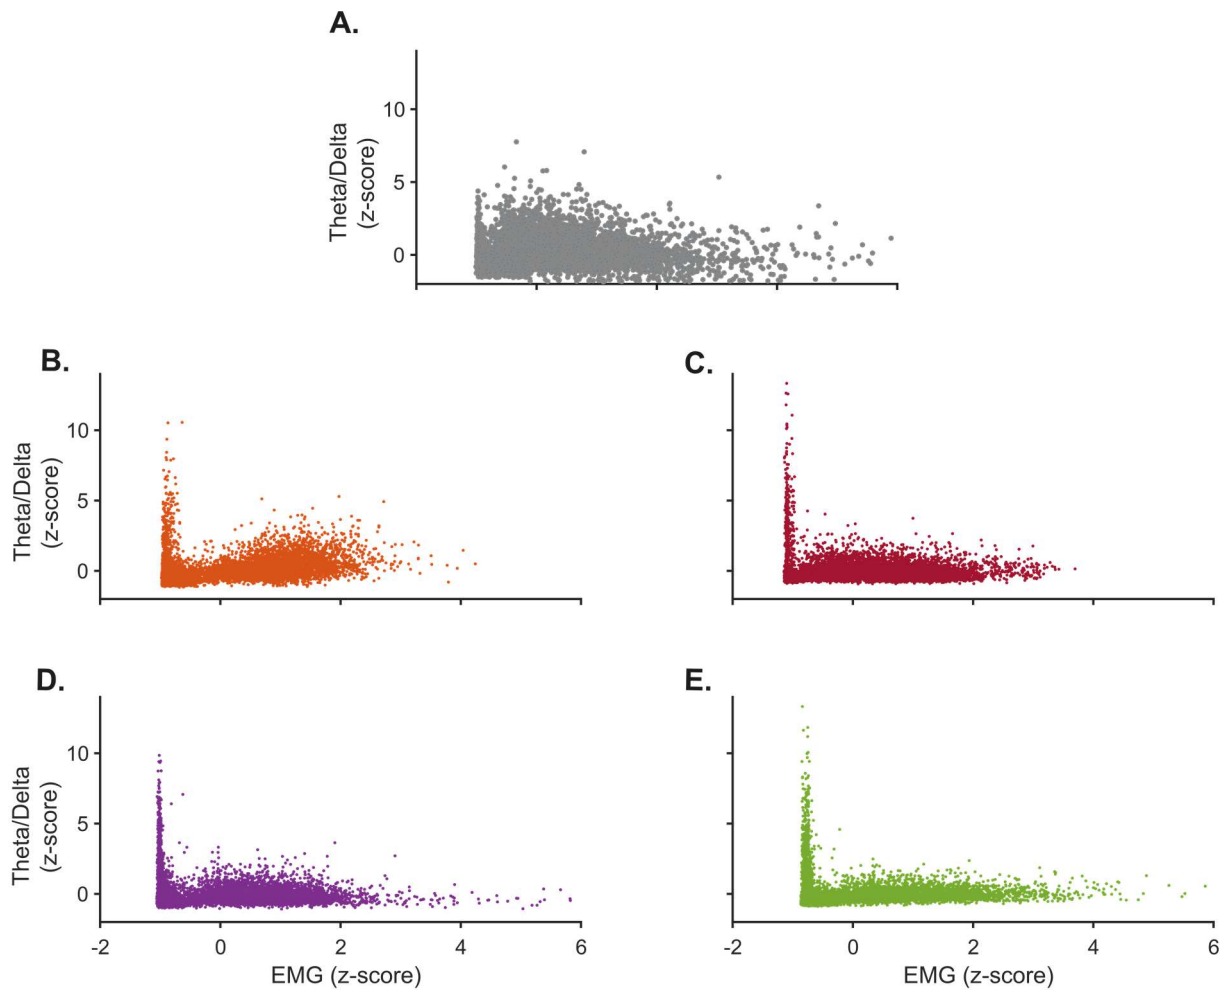 A.
Theta/Delta
(z-score)
10
5
0
B.
Theta/Delta
(z-score)
10
5
0
C.
D.
Theta/Delta
(z-score)
10
5
0
-2 0 2 4 6
EMG (z-score)
E.
-2 0 2 4 6
EMG (z-score)